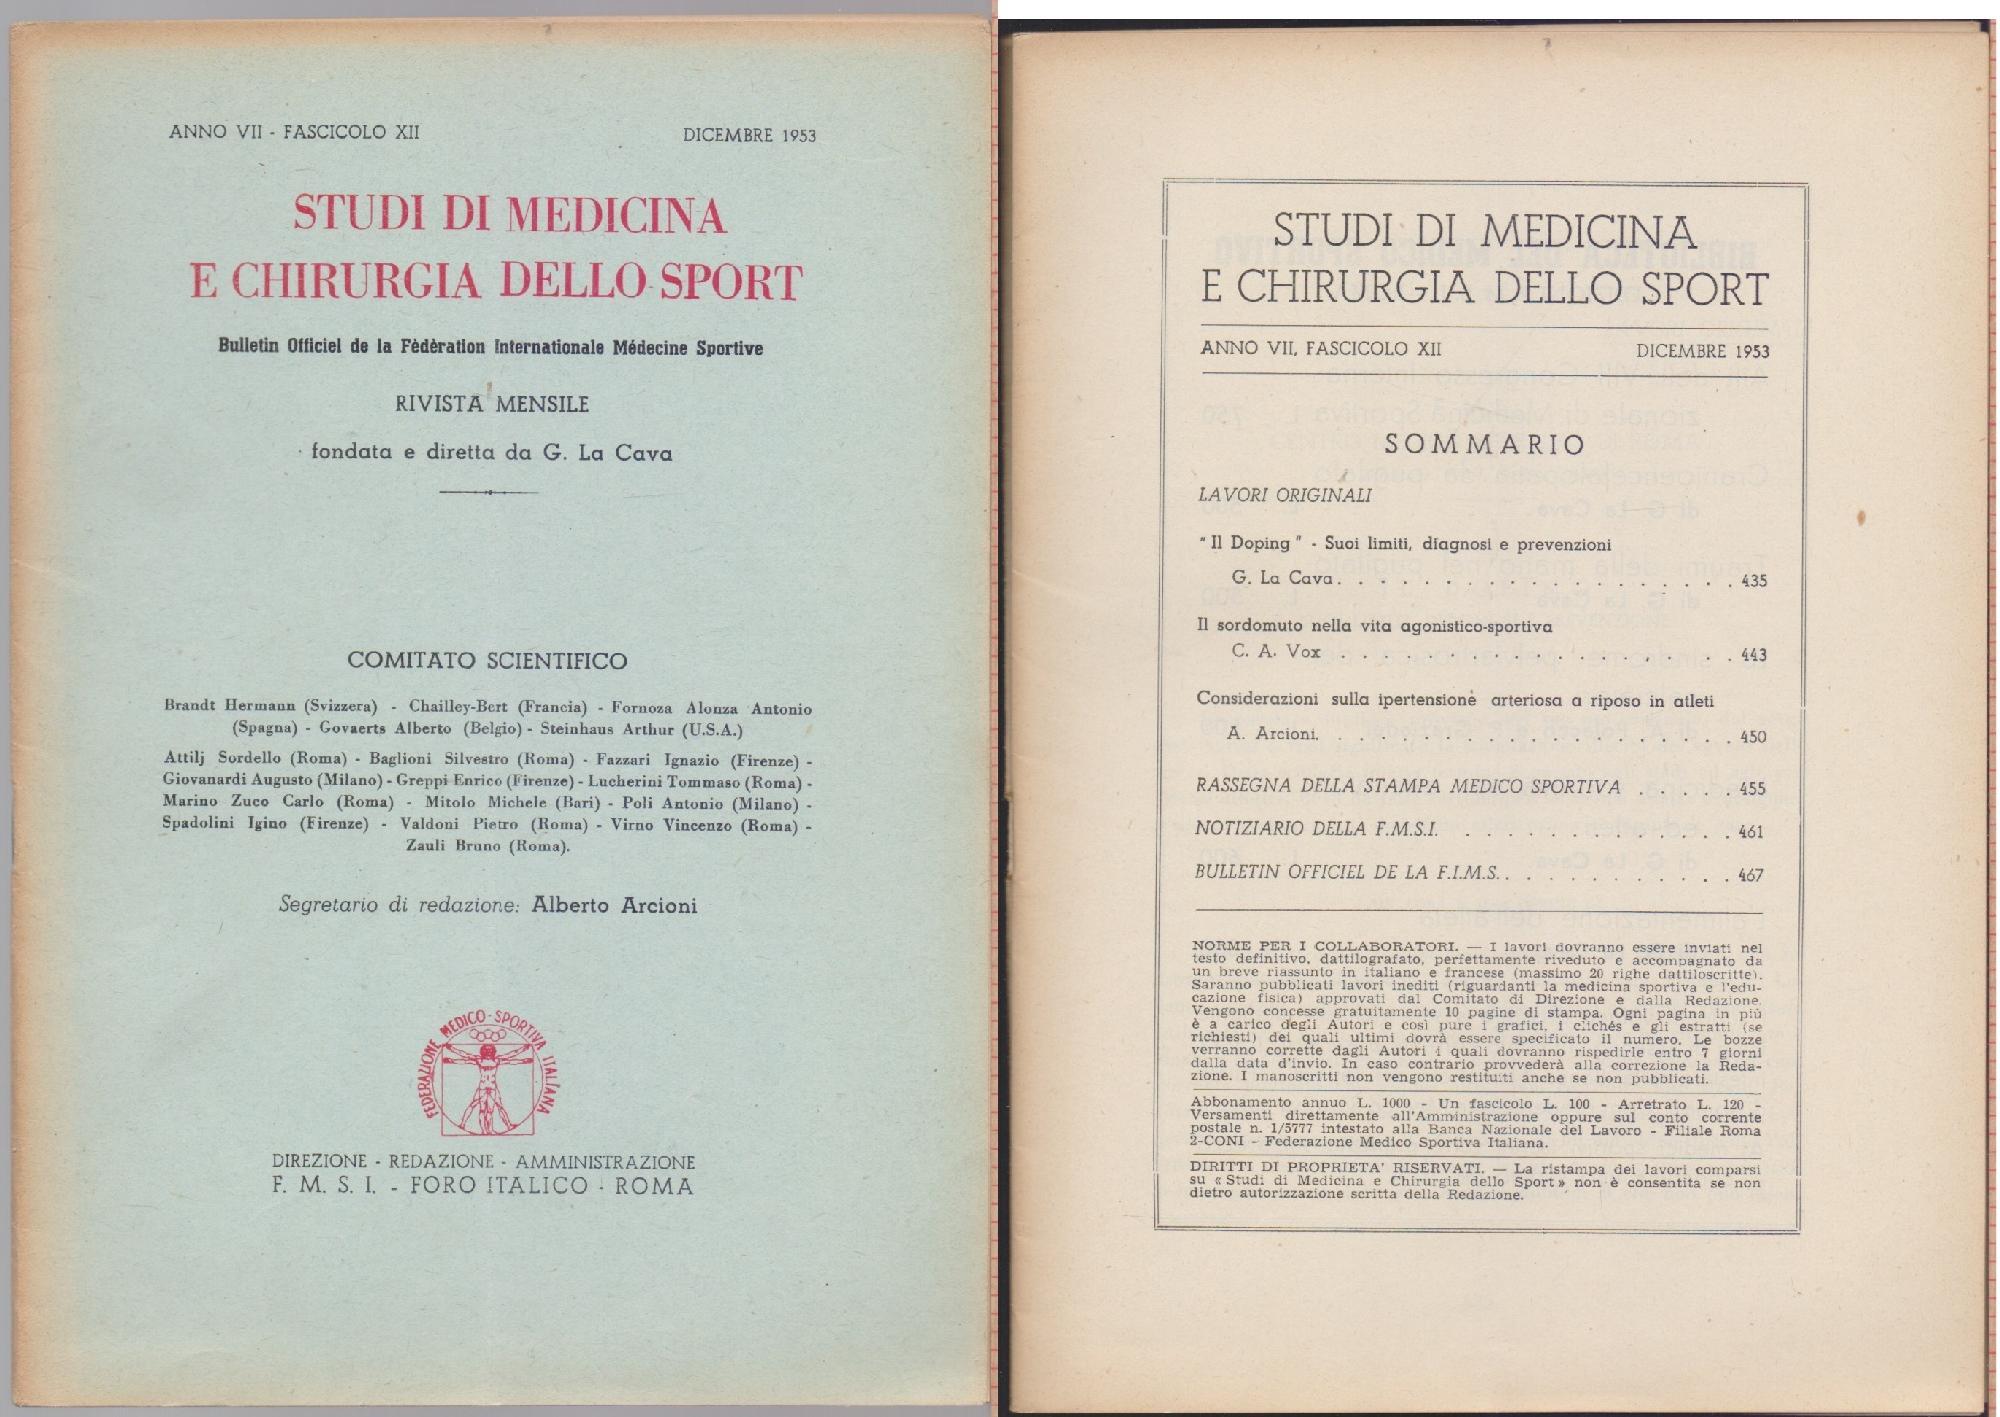 ANNO VII - FASCICOLO XII DICEMBRE 1953
STUDI DI MEDICINA
E CHIRURGIA DELLO SPORT
Bulletin Officiel de la Fèdèration Internationale Médecine Sportive
RIVISTA MENSILE
fondata e diretta da G. La Cava
COMITATO SCIENTIFICO
Brandt Hermann (Svizzera) - Chailley-Bert (Francia) - Fornoza Alonza Antonio
(Spagna) - Govaerts Alberto (Belgio) - Steinhaus Arthur (U.S.A.)
Attilj Sordello (Roma) - Baglioni Silvestro (Roma) - Fazzari Ignazio (Firenze) -
Giovanardi Augusto (Milano) - Greppi Enrico (Firenze) - Lucherini Tommaso (Roma) -
Marino Zuco Carlo (Roma) - Mitolo Michele (Bari) - Poli Antonio (Milano) -
Spadolini Igino (Firenze) - Valdoni Pietro (Roma) - Virno Vincenzo (Roma) -
Zauli Bruno (Roma).
Segretario di redazione: Alberto Arcioni
FEDERAZIONE MEDICO-SPORTIVA ITALIANA
DIREZIONE - REDAZIONE - AMMINISTRAZIONE
F. M. S. I. - FORO ITALICO - ROMA
STUDI DI MEDICINA
E CHIRURGIA DELLO SPORT
ANNO VII, FASCICOLO XII DICEMBRE 1953
SOMMARIO
LAVORI ORIGINALI
" Il Doping " - Suoi limiti, diagnosi e prevenzioni
G. La Cava. . . . . . . . . . . . . . . . . . 435
Il sordomuto nella vita agonistico-sportiva
C. A. Vox . . . . . . . . . . . . . . . . . . 443
Considerazioni sulla ipertensione arteriosa a riposo in atleti
A. Arcioni. . . . . . . . . . . . . . . . . . 450
RASSEGNA DELLA STAMPA MEDICO SPORTIVA . . . . . 455
NOTIZIARIO DELLA F.M.S.I. . . . . . . . . . . . . 461
BULLETIN OFFICIEL DE LA F.I.M.S. . . . . . . . . . . 467
NORME PER I COLLABORATORI. — I lavori dovranno essere inviati nel
testo definitivo, dattilografato, perfettamente riveduto e accompagnato da
un breve riassunto in italiano e francese (massimo 20 righe dattiloscritte).
Saranno pubblicati lavori inediti (riguardanti la medicina sportiva e l'edu-
cazione fisica) approvati dal Comitato di Direzione e dalla Redazione.
Vengono concesse gratuitamente 10 pagine di stampa. Ogni pagina in più
è a carico degli Autori e così pure i grafici, i clichés e gli estratti (se
richiesti) dei quali ultimi dovrà essere specificato il numero. Le bozze
verranno corrette dagli Autori i quali dovranno rispedirle entro 7 giorni
dalla data d'invio. In caso contrario provvederà alla correzione la Reda-
zione. I manoscritti non vengono restituiti anche se non pubblicati.
Abbonamento annuo L. 1000 - Un fascicolo L. 100 - Arretrato L. 120 -
Versamenti direttamente all'Amministrazione oppure sul conto corrente
postale n. 1/5777 intestato alla Banca Nazionale del Lavoro - Filiale Roma
2-CONI - Federazione Medico Sportiva Italiana.
DIRITTI DI PROPRIETA' RISERVATI. — La ristampa dei lavori comparsi
su « Studi di Medicina e Chirurgia dello Sport » non è consentita se non
dietro autorizzazione scritta della Redazione.